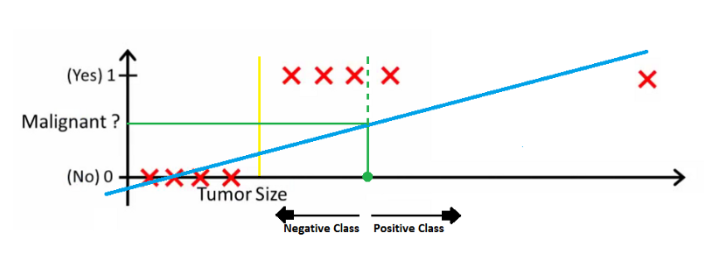 (Yes) 1
Malignant ?
(No) 0
Tumor Size
Negative Class Positive Class